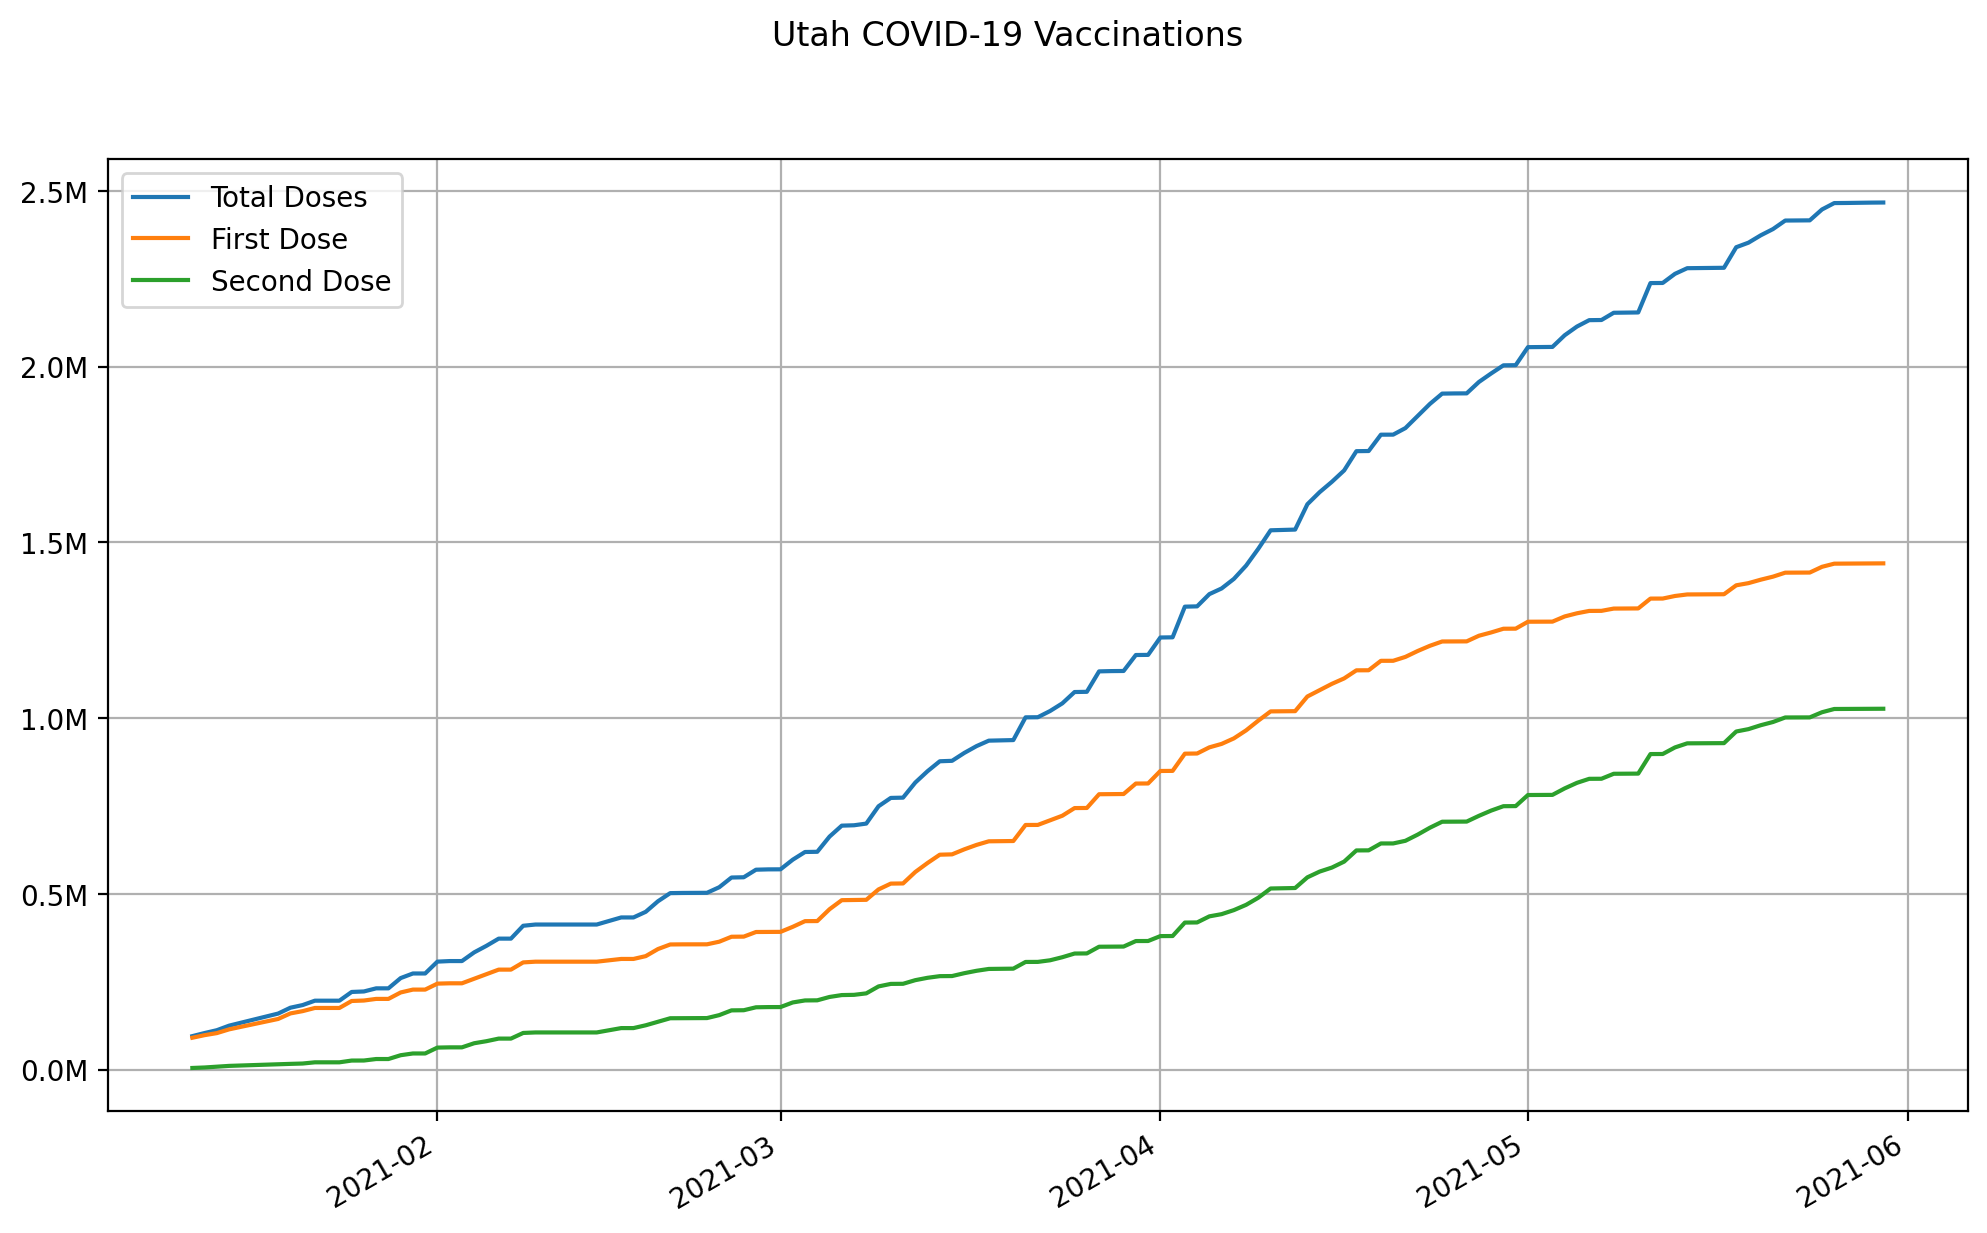 Utah COVID-19 Vaccinations
Total Doses
First Dose
Second Dose
2.5M
2.0M
1.5M
1.0M
0.5M
0.0M
2021-02
2021-03
2021-04
2021-05
2021-06